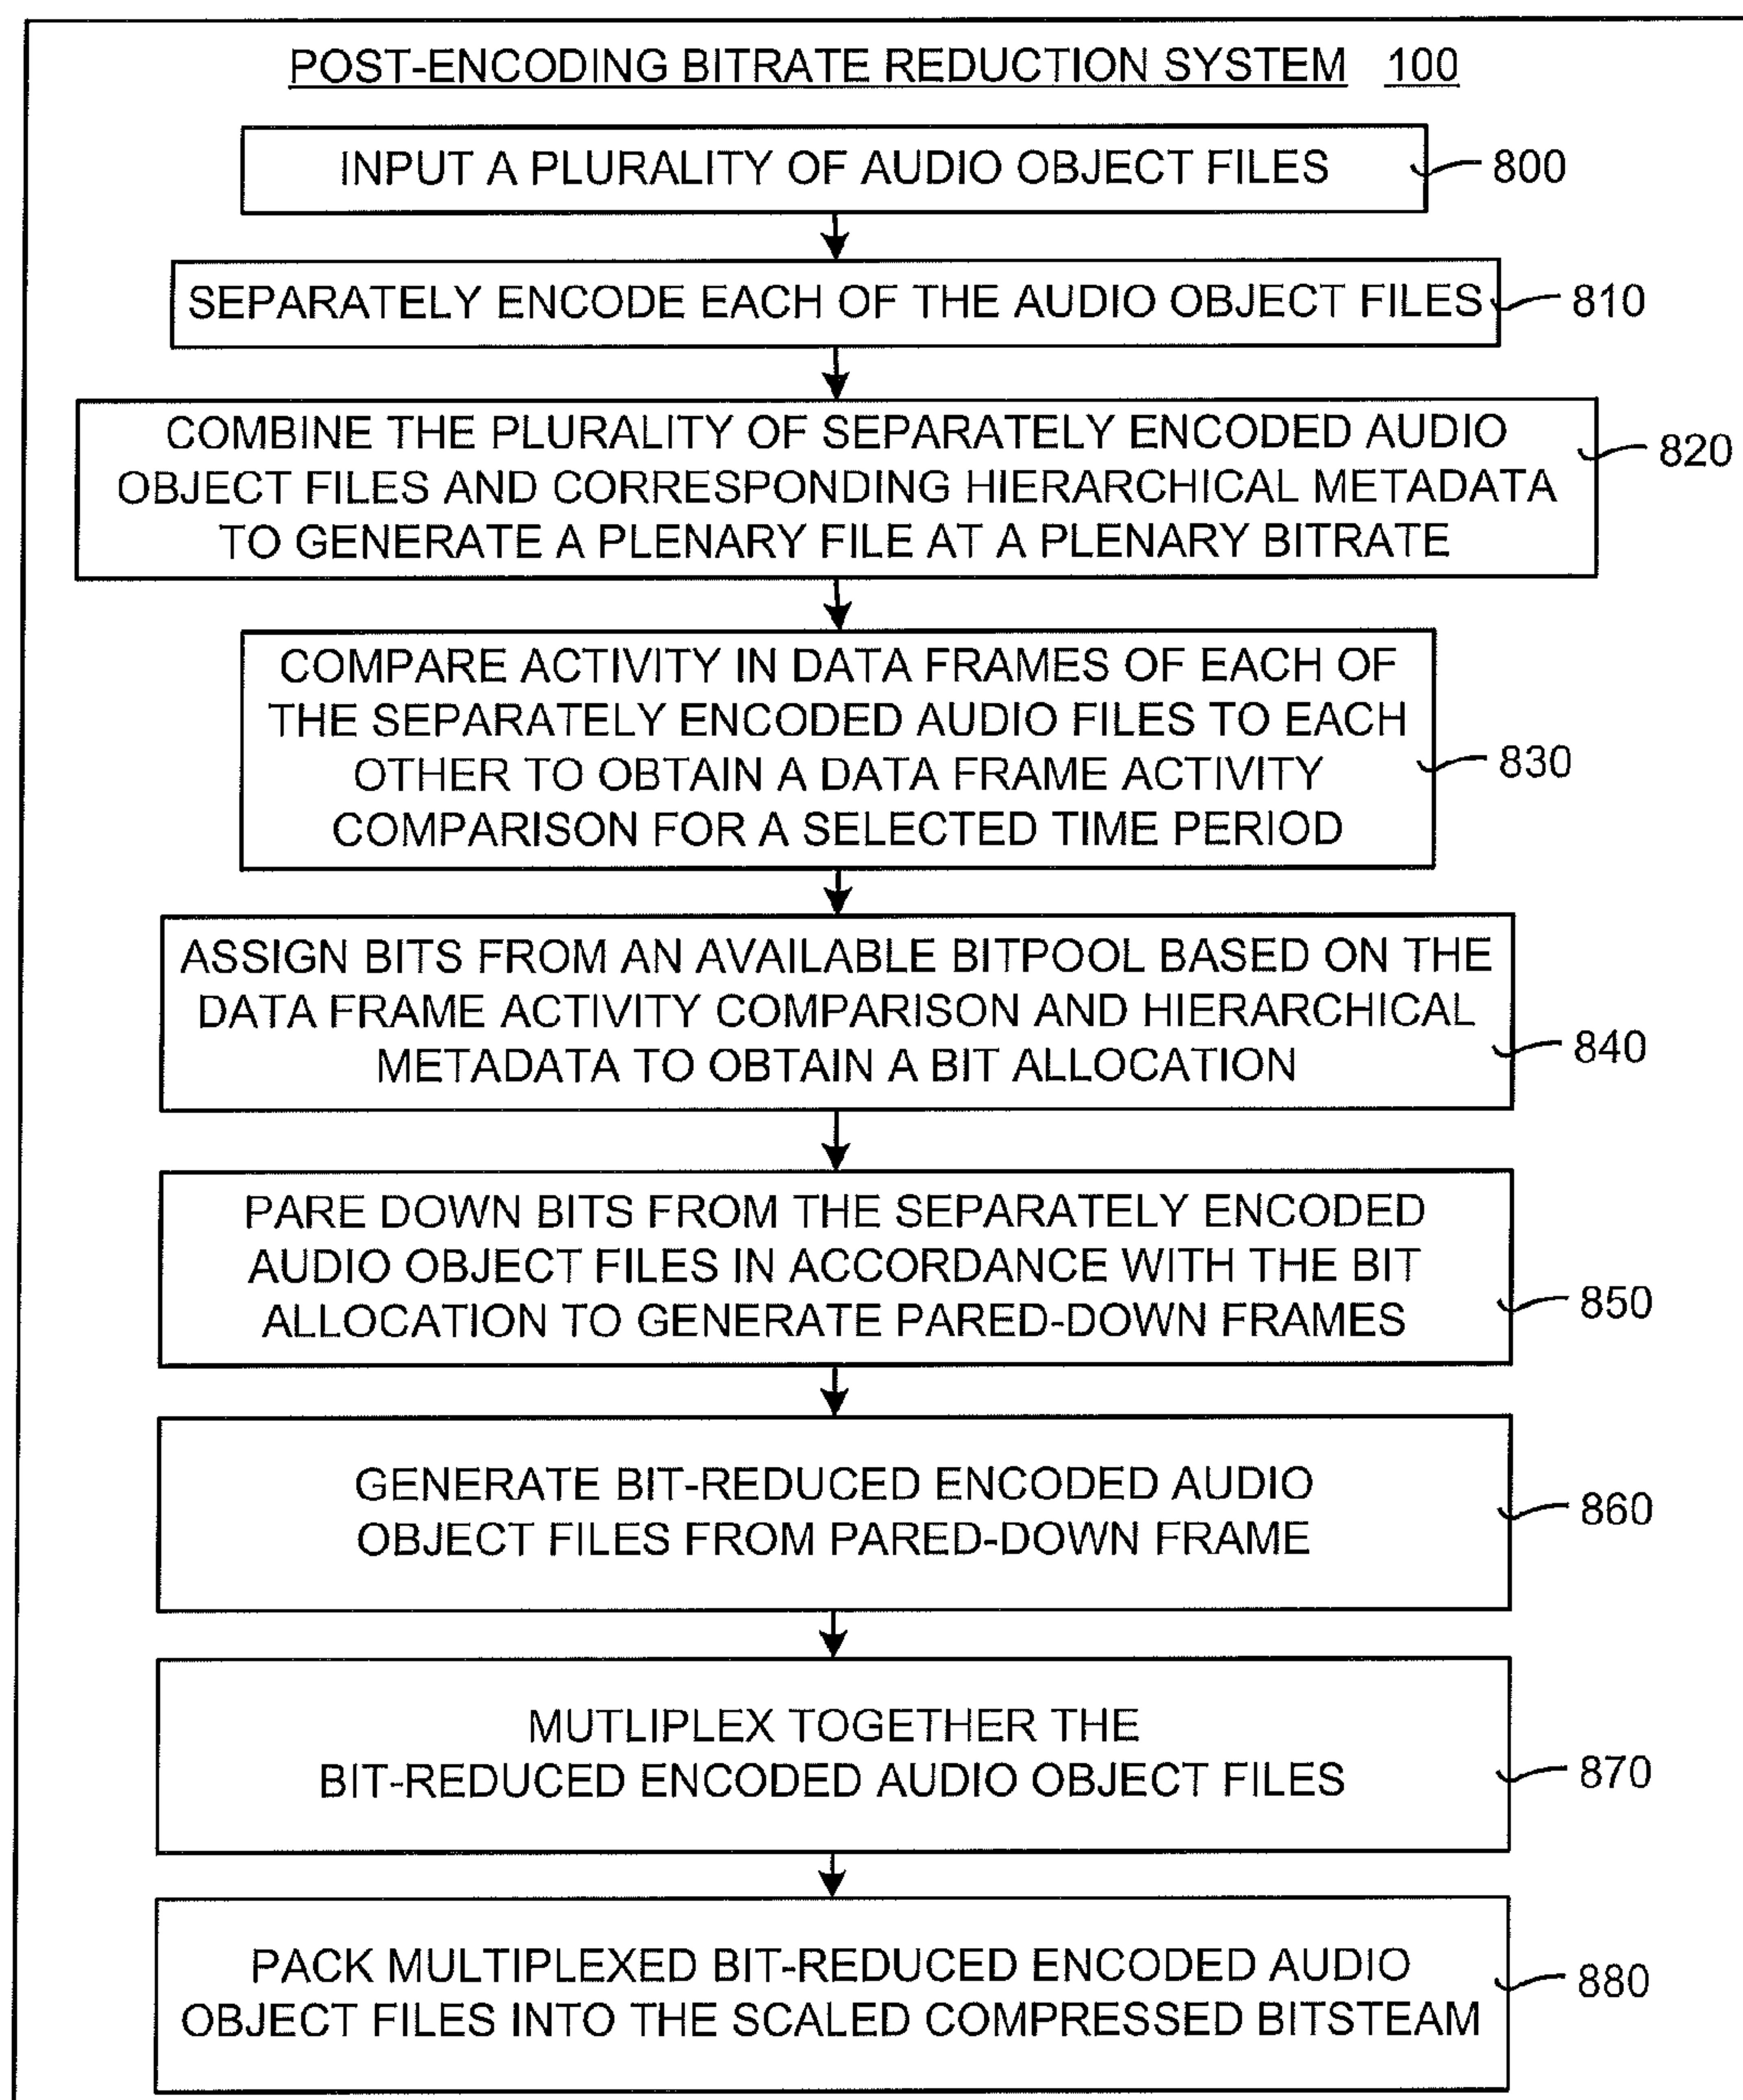 POST-ENCODING BITRATE REDUCTION SYSTEM 100
INPUT A PLURALITY OF AUDIO OBJECT FILES
800
SEPARATELY ENCODE EACH OF THE AUDIO OBJECT FILES
810
COMBINE THE PLURALITY OF SEPARATELY ENCODED AUDIO
OBJECT FILES AND CORRESPONDING HIERARCHICAL METADATA
TO GENERATE A PLENARY FILE AT A PLENARY BITRATE
820
COMPARE ACTIVITY IN DATA FRAMES OF EACH OF
THE SEPARATELY ENCODED AUDIO FILES TO EACH
OTHER TO OBTAIN A DATA FRAME ACTIVITY
COMPARISON FOR A SELECTED TIME PERIOD
830
ASSIGN BITS FROM AN AVAILABLE BITPOOL BASED ON THE
DATA FRAME ACTIVITY COMPARISON AND HIERARCHICAL
METADATA TO OBTAIN A BIT ALLOCATION
840
PARE DOWN BITS FROM THE SEPARATELY ENCODED
AUDIO OBJECT FILES IN ACCORDANCE WITH THE BIT
ALLOCATION TO GENERATE PARED-DOWN FRAMES
850
GENERATE BIT-REDUCED ENCODED AUDIO
OBJECT FILES FROM PARED-DOWN FRAME
860
MUTLIPLEX TOGETHER THE
BIT-REDUCED ENCODED AUDIO OBJECT FILES
870
PACK MULTIPLEXED BIT-REDUCED ENCODED AUDIO
OBJECT FILES INTO THE SCALED COMPRESSED BITSTEAM
880